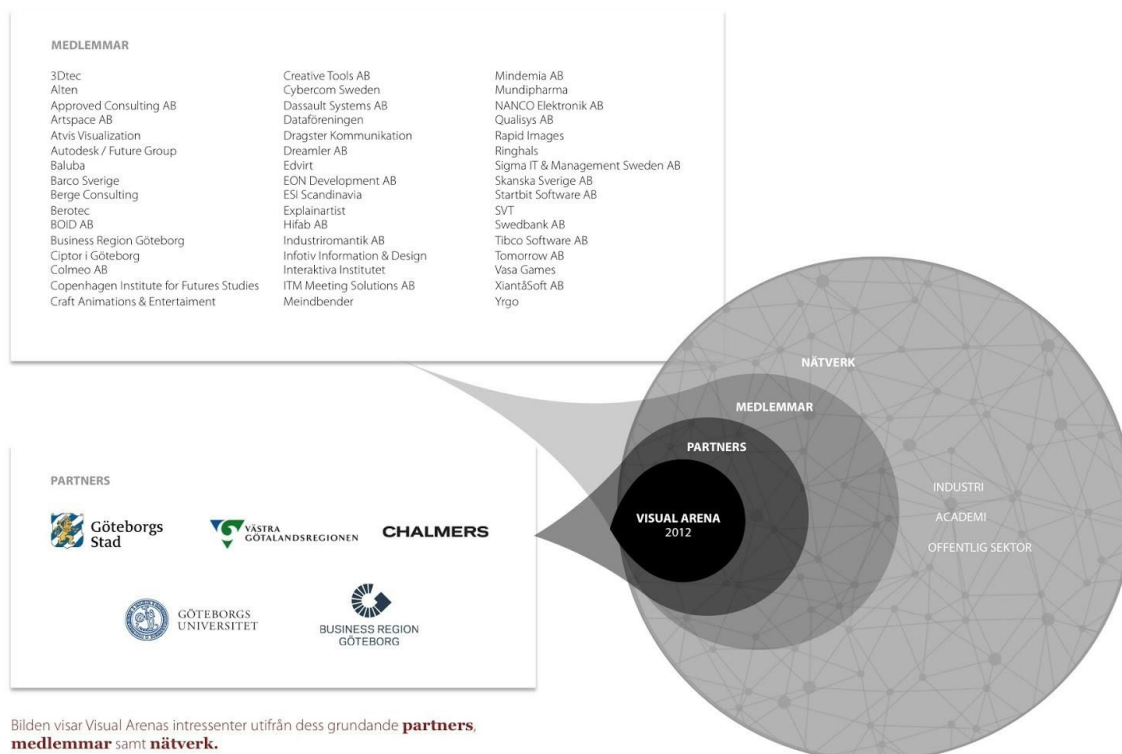 MEDLEMMAR
3Dtec
Alten
Approved Consulting AB
Artspace AB
Atvis Visualization
Autodesk / Future Group
Baluba
Barco Sverige
Berge Consulting
Berotec
BOID AB
Business Region Göteborg
Ciptor i Göteborg
Colmeo AB
Copenhagen Institute for Futures Studies
Craft Animations & Entertaiment
Creative Tools AB
Cybercom Sweden
Dassault Systems AB
Dataföreningen
Dragster Kommunikation
Dreamler AB
Edvirt
EON Development AB
ESI Scandinavia
Explainartist
Hifab AB
Industriromantik AB
Infotiv Information & Design
Interaktiva Institutet
ITM Meeting Solutions AB
Meindbender
Mindemia AB
Mundipharma
NANCO Elektronik AB
Qualisys AB
Rapid Images
Ringhals
Sigma IT & Management Sweden AB
Skanska Sverige AB
Startbit Software AB
SVT
Swedbank AB
Tibco Software AB
Tomorrow AB
Vasa Games
XiantåSoft AB
Yrgo
NÄTVERK
MEDLEMMAR
PARTNERS
VISUAL ARENA
2012
INDUSTRI
ACADEMI
OFFENTLIG SEKTOR
PARTNERS
Göteborgs
Stad
VÄSTRA
GÖTALANDSREGIONEN
CHALMERS
GÖTEBORGS
UNIVERSITET
BUSINESS REGION
GÖTEBORG
Bilden visar Visual Arenas intressenter utifrån dess grundande partners,
medlemmar samt nätverk.